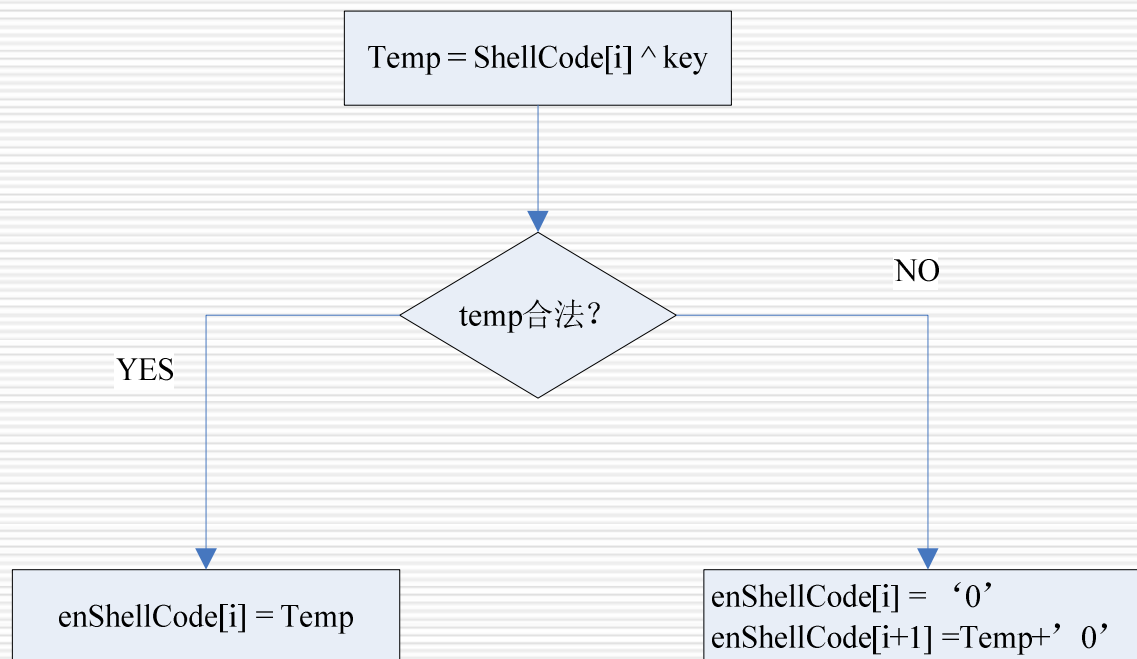 Temp = ShellCode[i] ^ key
temp合法?
NO
YES
enShellCode[i] = Temp
enShellCode[i] = ‘0’
enShellCode[i+1] =Temp+’0’